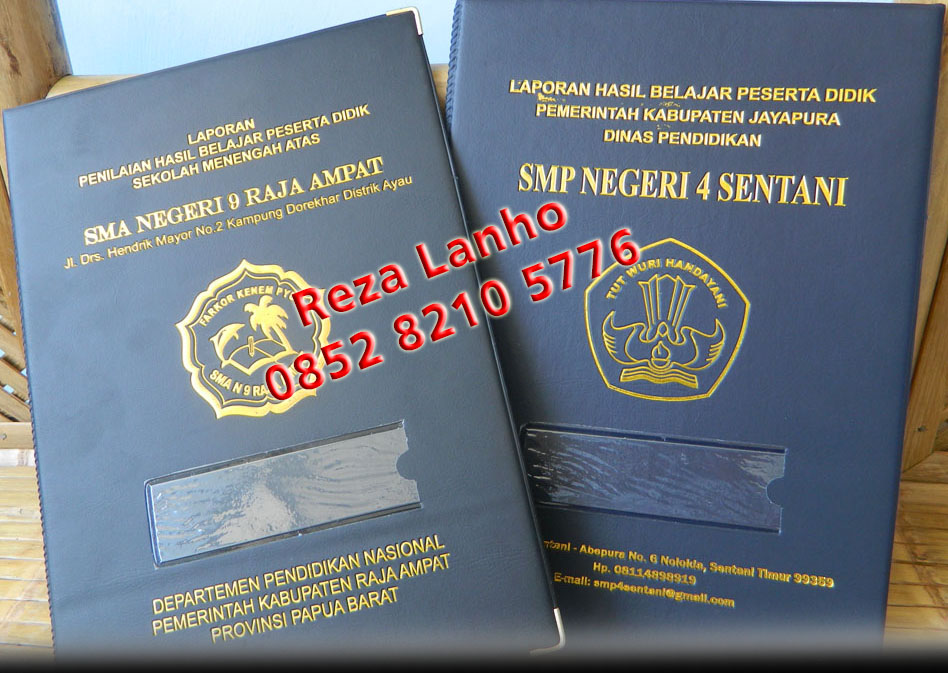 LAPORAN
PENILAIAN HASIL BELAJAR PESERTA DIDIK
SEKOLAH MENENGAH ATAS
SMA NEGERI 9 RAJA AMPAT
Jl. Drs. Hendrik Mayor No.2 Kampung Dorekhar Distrik Ayau
FARKOR KENEM
SMA N 9 RA
DEPARTEMEN PENDIDIKAN NASIONAL
PEMERINTAH KABUPATEN RAJA AMPAT
PROVINSI PAPUA BARAT
LAPORAN HASIL BELAJAR PESERTA DIDIK
PEMERINTAH KABUPATEN JAYAPURA
DINAS PENDIDIKAN
SMP NEGERI 4 SENTANI
TUT WURI HANDAYANI
- Abepura No. 6 Nolokla, Sentani Timur 99359
Hp. 08114898919
E-mail: smp4sentani@gmail.com
Reza Lanho
0852 8210 5776